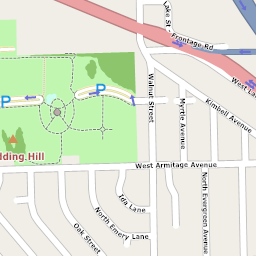 Lake St
Frontage Rd
West La
P
P
Walnut Street
Myrtle Avenue
Kimbell Avenue
lding.Hill
West Armitage Avenue
North Evergreen Avenue
Ida Lane
North Emery Lane
Oak Street